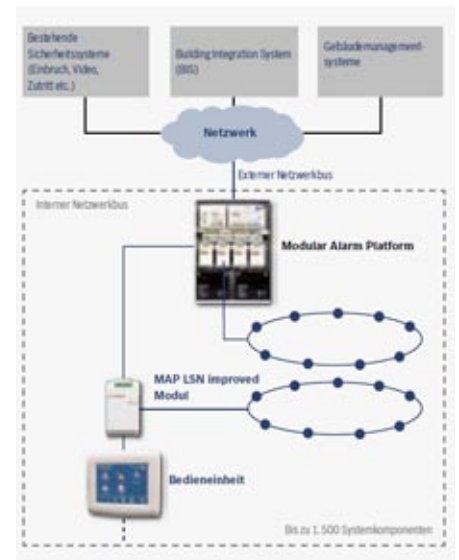 Bestehende
Sicherheitssysteme
(Einbruch, Video,
Zutritt etc.)
Building Integration System
(BIS)
Gebäudemanagement-
systeme
Netzwerk
Externer Netzwerkbus
Interner Netzwerkbus
Modular Alarm Platform
MAP LSN improved
Modul
Bedieneinheit
Bis zu 1.500 Systemkomponenten